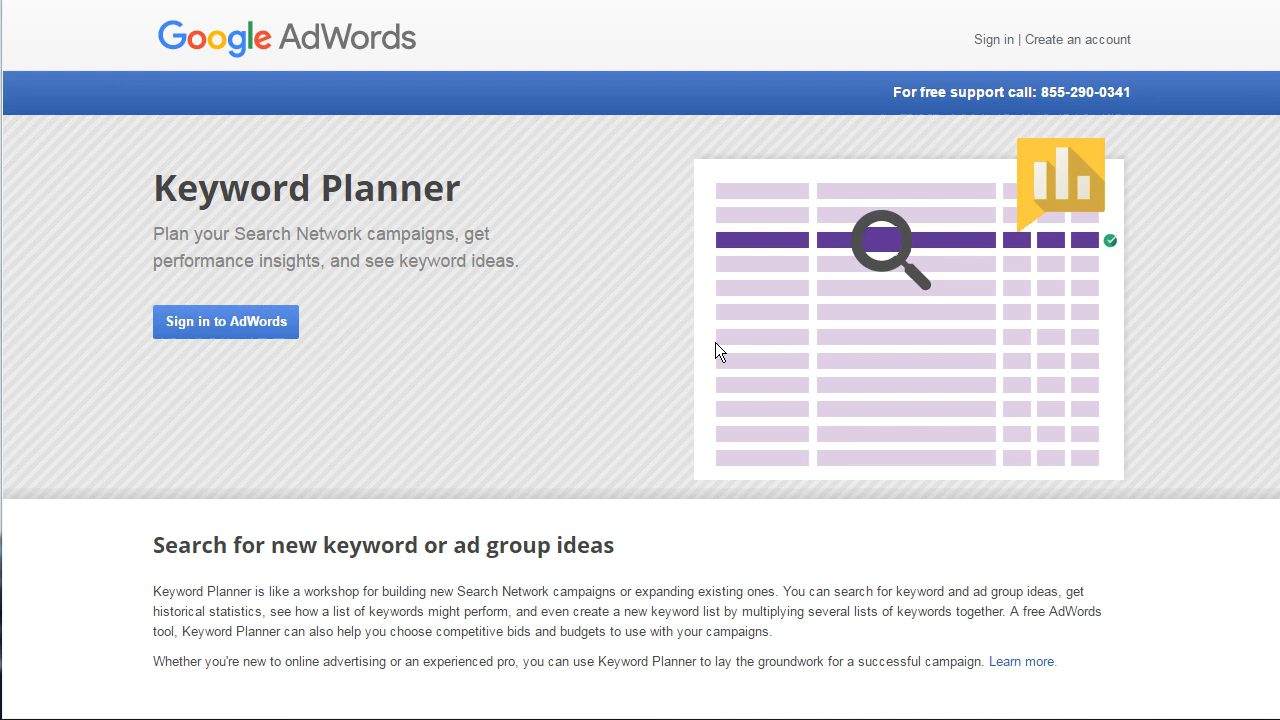 Google AdWords
Sign in | Create an account
For free support call: 855-290-0341
Keyword Planner
Plan your Search Network campaigns, get
performance insights, and see keyword ideas.
Sign in to AdWords
Search for new keyword or ad group ideas
Keyword Planner is like a workshop for building new Search Network campaigns or expanding existing ones. You can search for keyword and ad group ideas, get
historical statistics, see how a list of keywords might perform, and even create a new keyword list by multiplying several lists of keywords together. A free AdWords
tool, Keyword Planner can also help you choose competitive bids and budgets to use with your campaigns.
Whether you're new to online advertising or an experienced pro, you can use Keyword Planner to lay the groundwork for a successful campaign. Learn more.